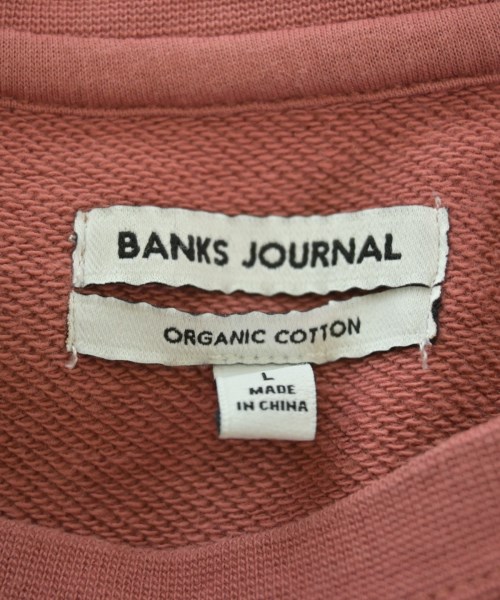 BANKS JOURNAL
ORGANIC COTTON
L
MADE
IN CHINA